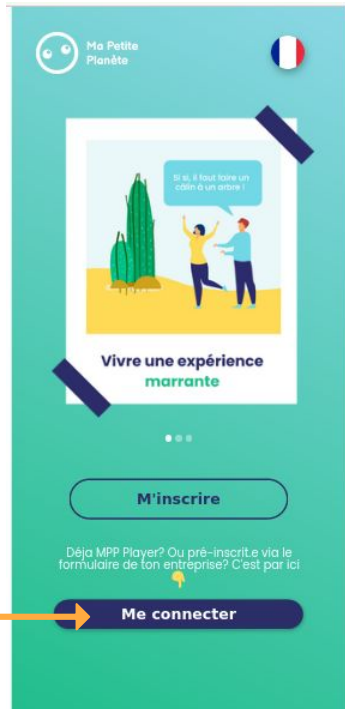 Ma Petite
Planète
Si si, il faut faire un
câlin à un arbre !
Vivre une expérience
marrante
M'inscrire
Déja MPP Player? Ou pré-inscrit.e via le
formulaire de ton entreprise? C'est par ici
Me connecter